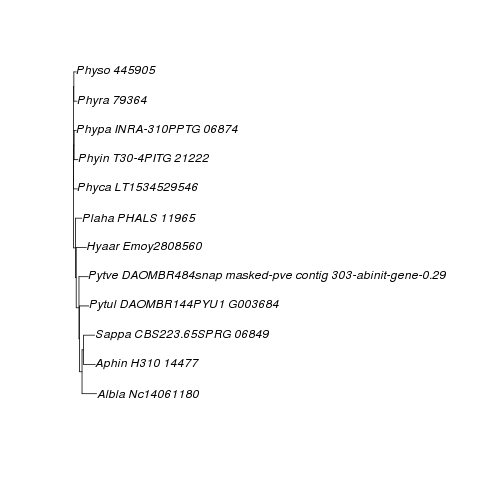 Physo 445905
Phyra 79364
Phypa INRA-310PPTG 06874
Phyin T30-4PITG 21222
Phyca LT1534529546
Plaha PHALS 11965
Hyaar Emoy2808560
Pytve DAOMBR484snap masked-pve contig 303-abinit-gene-0.29
Pytul DAOMBR144PYU1 G003684
Sappa CBS223.65SPRG 06849
Aphin H310 14477
Albla Nc14061180